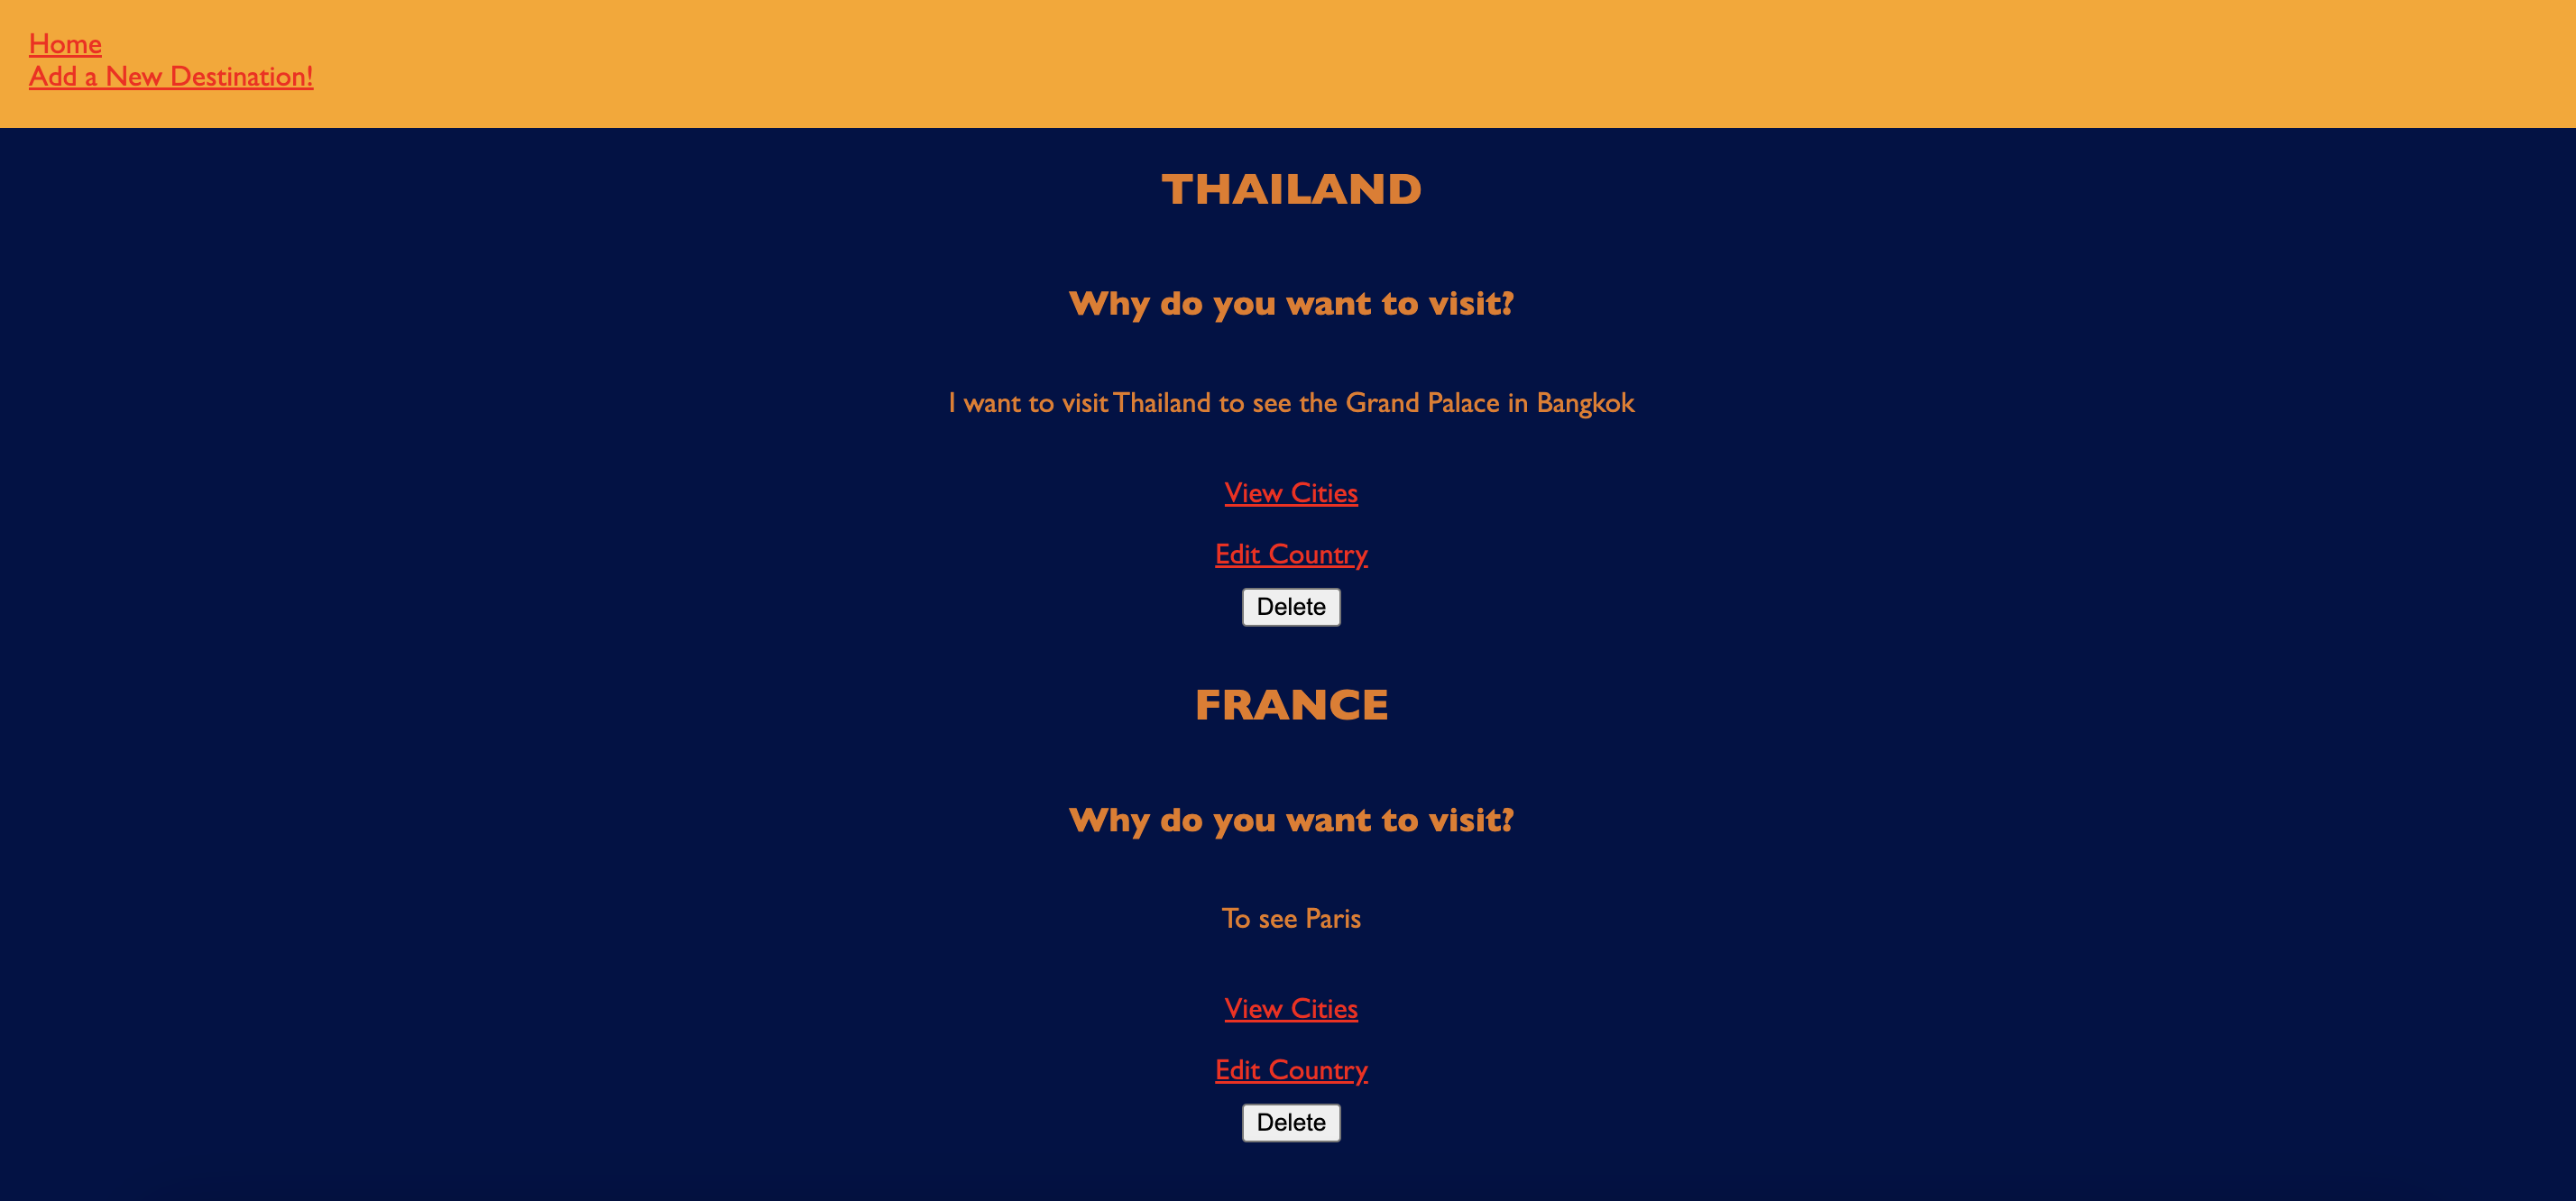 Home
Add a New Destination!
THAILAND
Why do you want to visit?
I want to visit Thailand to see the Grand Palace in Bangkok
View Cities
Edit Country
Delete
FRANCE
Why do you want to visit?
To see Paris
View Cities
Edit Country
Delete